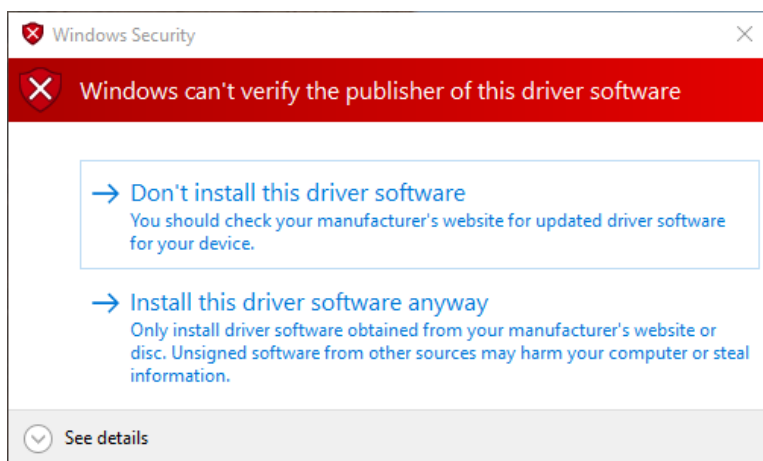 Windows Security
Windows can't verify the publisher of this driver software
Don't install this driver software
You should check your manufacturer's website for updated driver software
for your device.
Install this driver software anyway
Only install driver software obtained from your manufacturer's website or
disc. Unsigned software from other sources may harm your computer or steal
information.
See details